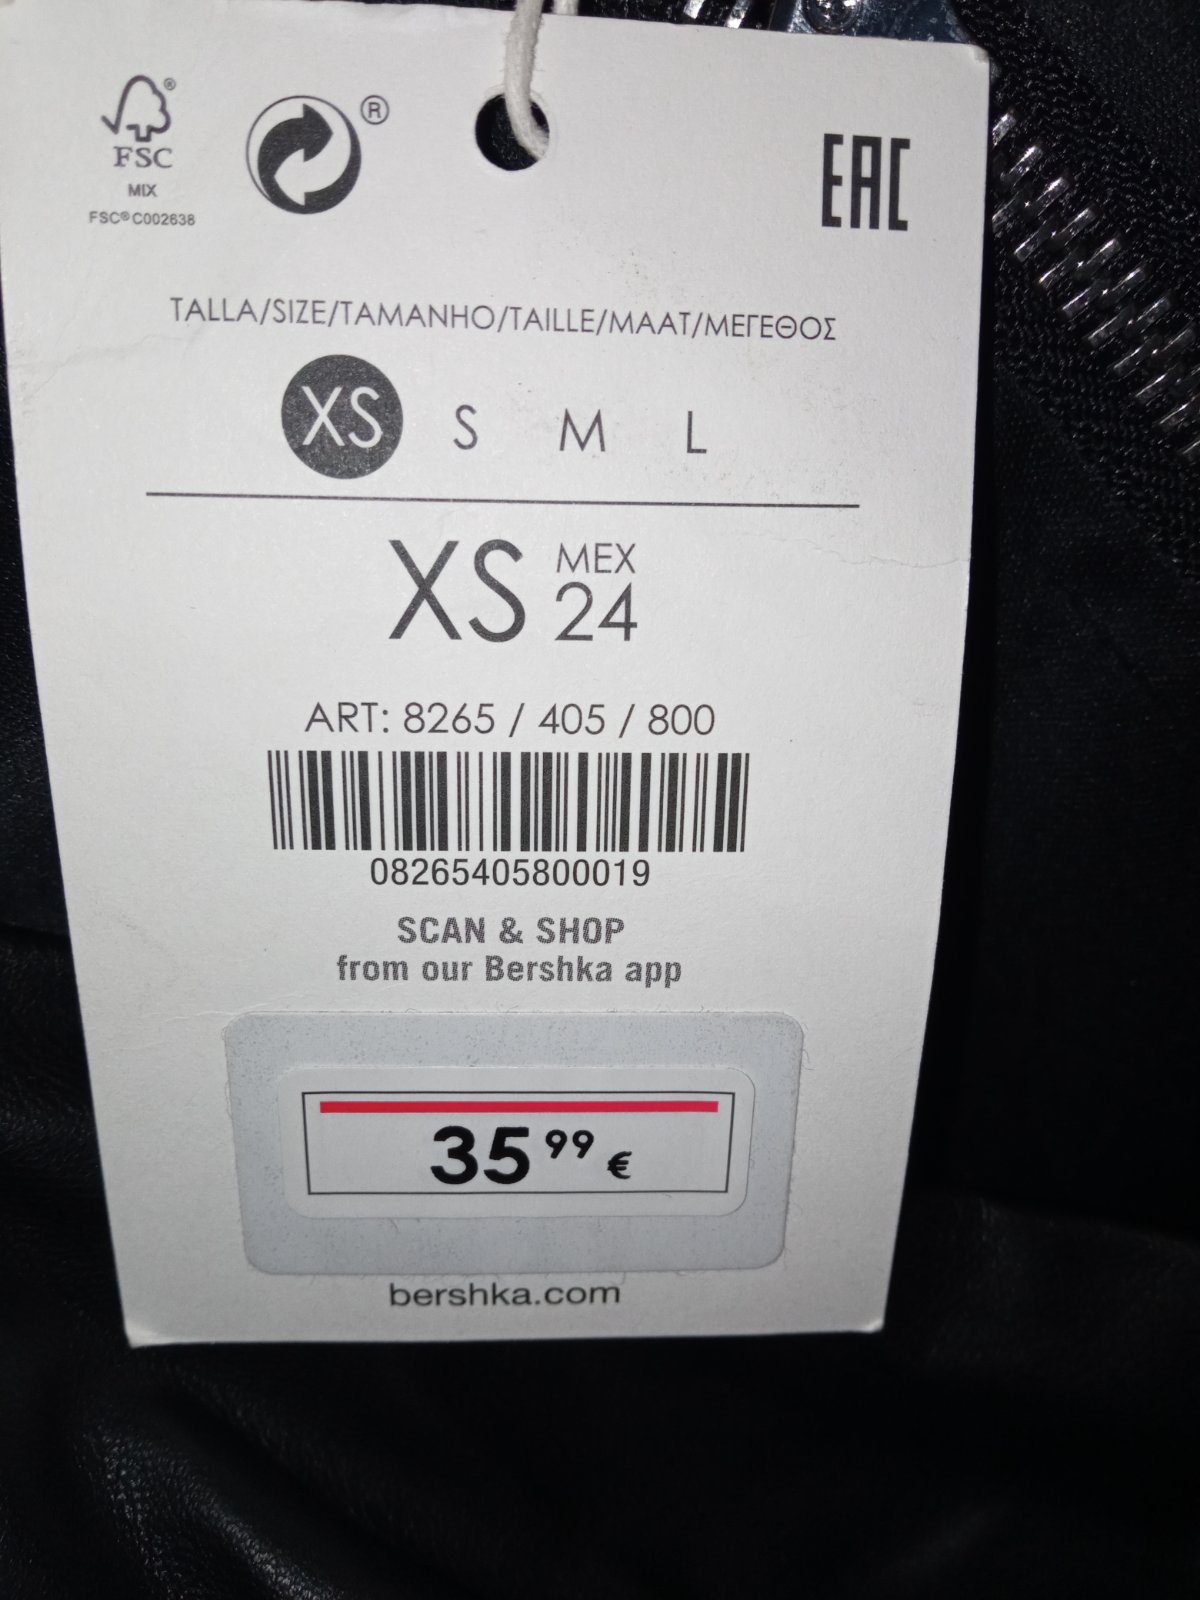 FSC®
MIX
FSC® C002638
®
EAC
TALLA/SIZE/TAMANHO/TAILLE/MAAT/ΜΕΓΕΘΟΣ
XS S M L
XS MEX 24
ART: 8265 / 405 / 800
08265405800019
SCAN & SHOP
from our Bershka app
35 99 €
bershka.com